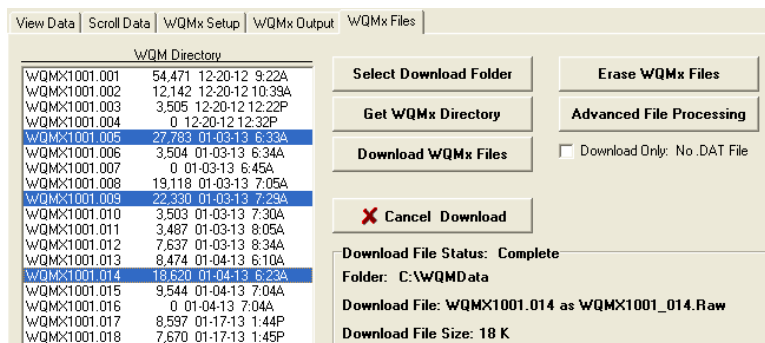 View Data Scroll Data WQMx Setup WQMx Output WQMx Files
WQM Directory
WQMX1001.001 54,471 12-20-12 9:22A
WQMX1001.002 12,142 12-20-12 10:39A
WQMX1001.003 3,505 12-20-12 12:22P
WQMX1001.004 0 12-20-12 12:32P
WQMX1001.005 27,783 01-03-13 6:33A
WQMX1001.006 3,504 01-03-13 6:34A
WQMX1001.007 0 01-03-13 6:45A
WQMX1001.008 19,118 01-03-13 7:05A
WQMX1001.009 22,330 01-03-13 7:29A
WQMX1001.010 3,503 01-03-13 7:30A
WQMX1001.011 3,487 01-03-13 8:05A
WQMX1001.012 7,637 01-03-13 8:34A
WQMX1001.013 8,474 01-04-13 6:10A
WQMX1001.014 18,620 01-04-13 6:23A
WQMX1001.015 9,544 01-04-13 7:04A
WQMX1001.016 0 01-04-13 7:04A
WQMX1001.017 8,597 01-17-13 1:44P
WQMX1001.018 7,670 01-17-13 1:45P
Select Download Folder
Get WQMx Directory
Download WQMx Files
Cancel Download
Erase WQMx Files
Advanced File Processing
Download Only: No .DAT File
Download File Status: Complete
Folder: C:\WQMData
Download File: WQMX1001.014 as WQMX1001_014.Raw
Download File Size: 18 K